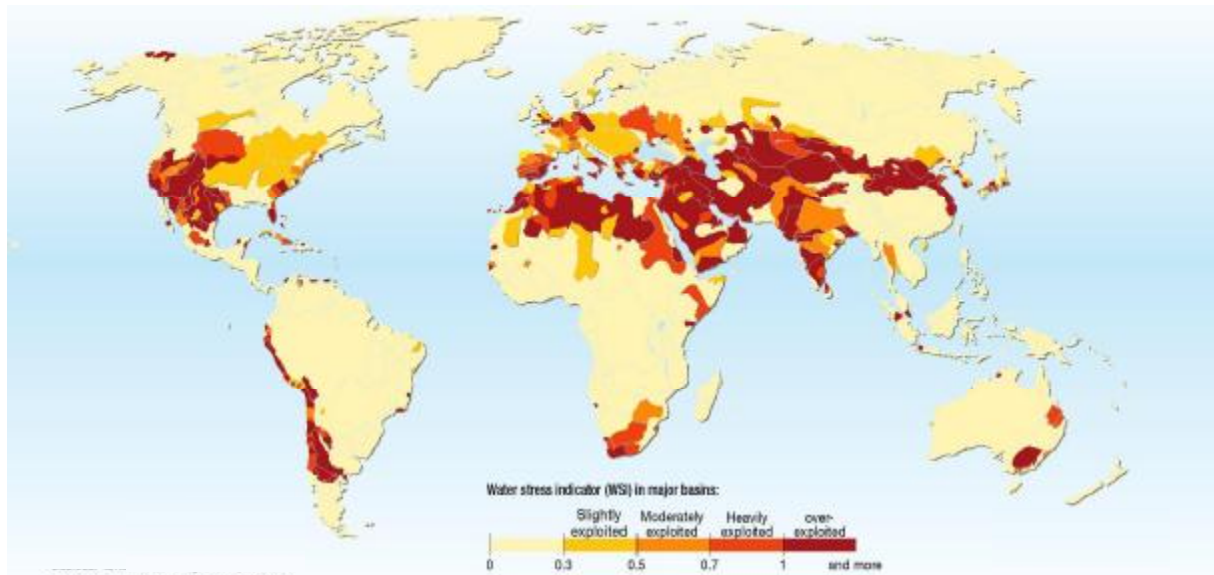 Water stress indicator (WSI) in major basins:
Slightly exploited
Moderately exploited
Heavily exploited
over-exploited
0 0.3 0.5 0.7 1 and more